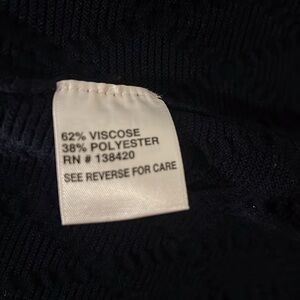 62% VISCOSE
38% POLYESTER
RN # 138420
SEE REVERSE FOR CARE